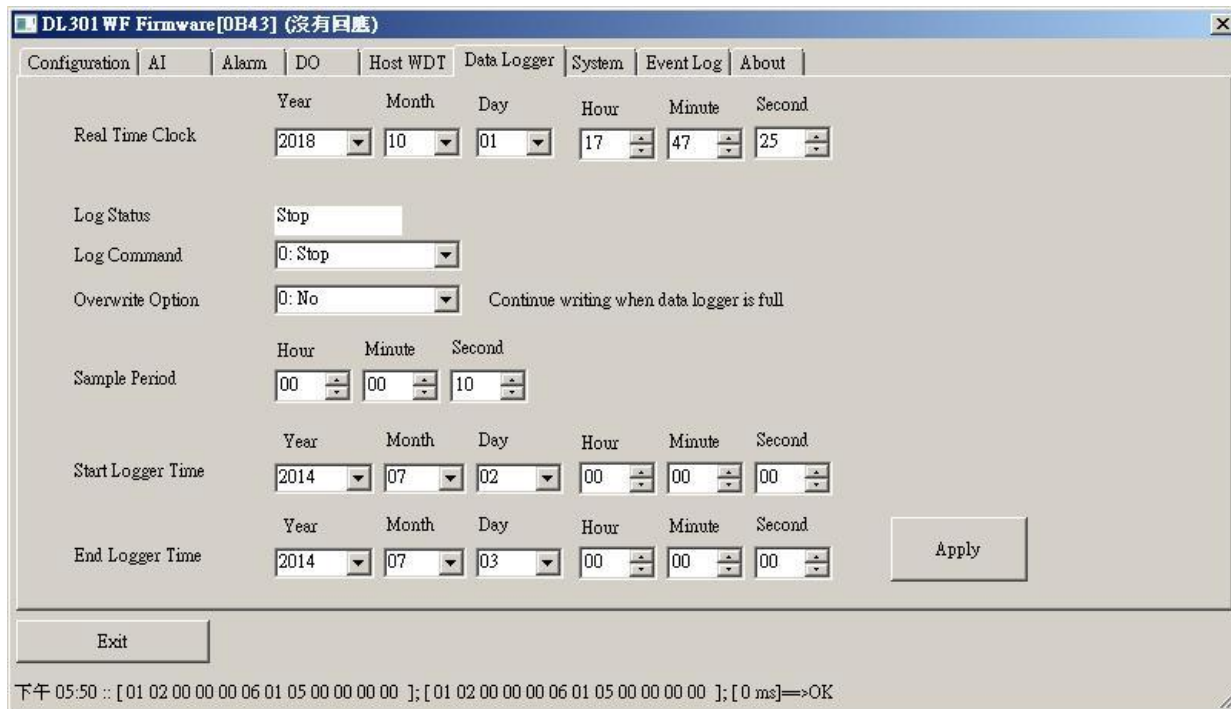 DL301WF Firmware[0B43] (沒有回應)
Configuration AI Alarm DO Host WDT Data Logger System Event Log About
Year Month Day Hour Minute Second
Real Time Clock 2018 10 01 17 47 25
Log Status Stop
Log Command 0: Stop
Overwrite Option 0: No Continue writing when data logger is full
Hour Minute Second
Sample Period 00 00 10
Year Month Day Hour Minute Second
Start Logger Time 2014 07 02 00 00 00
Year Month Day Hour Minute Second
End Logger Time 2014 07 03 00 00 00 Apply
Exit
下午 05:50 :: [ 01 02 00 00 00 06 01 05 00 00 00 00 ]; [ 01 02 00 00 00 06 01 05 00 00 00 00 ]; [ 0 ms]==>OK